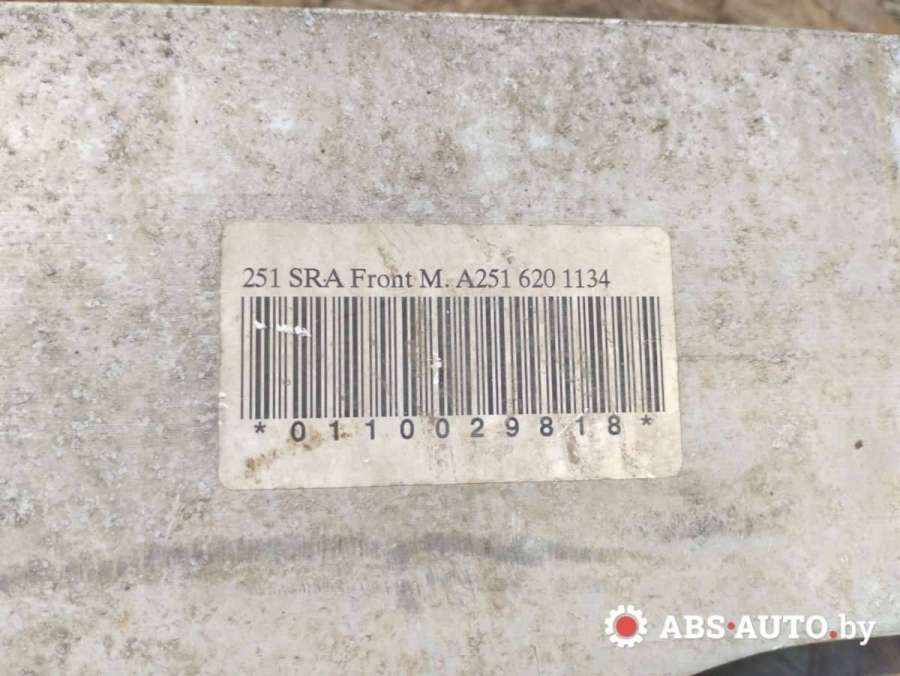 251 SRA Front M. A251 620 1134
*0110029818*
ABS-AUTO.by